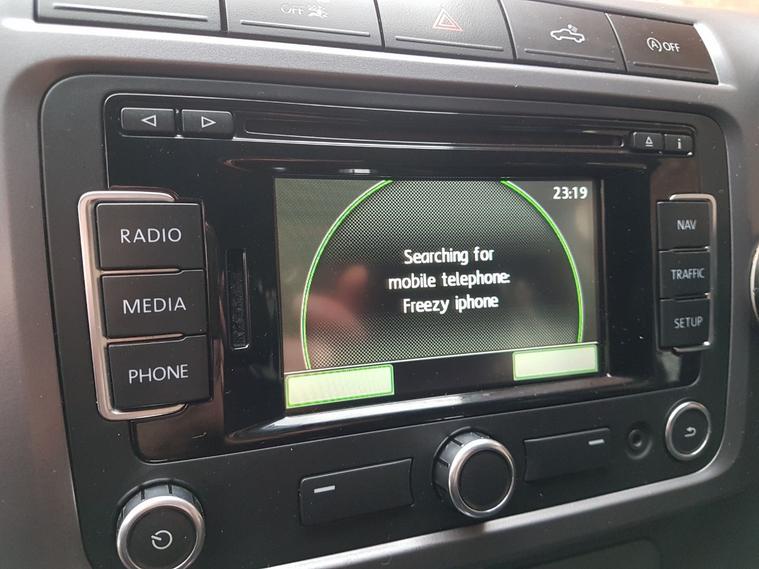 OFF
A OFF
i
RADIO
MEDIA
PHONE
23:19
Searching for
mobile telephone:
Freezy iphone
NAV
TRAFFIC
SETUP